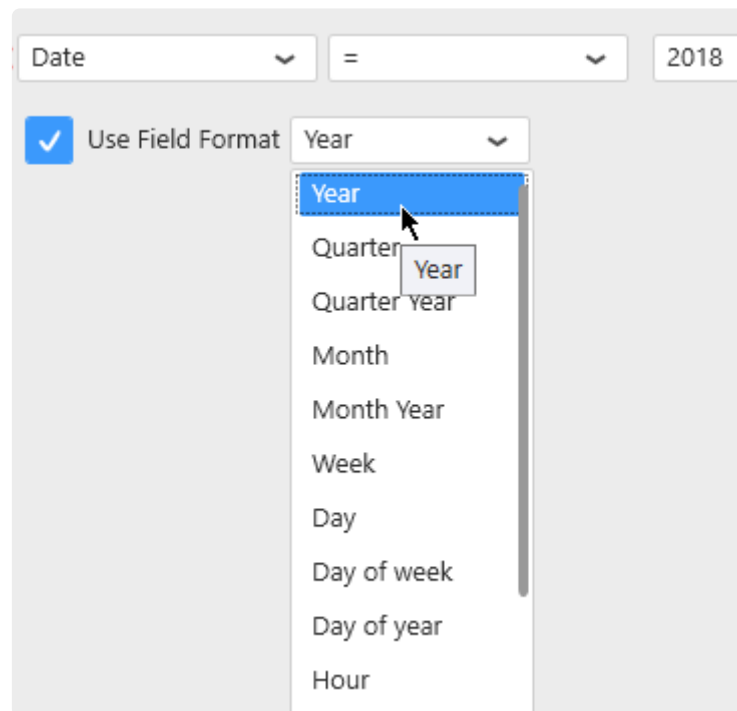 Date = 2018
Use Field Format Year
Year
Quarter
Year
Quarter Year
Month
Month Year
Week
Day
Day of week
Day of year
Hour